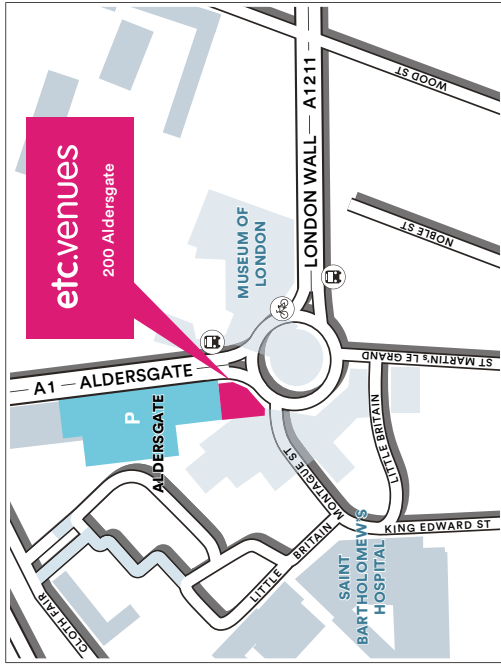 etc.venues
200 Aldersgate
WOOD ST
LONDON WALL — A1211
NOBLE ST
MUSEUM OF
LONDON
A1 — ALDERSGATE
P
ALDERSGATE
ST MARTIN's LE GRAND
MONTAGUE ST
LITTLE BRITAIN
LITTLE BRITAIN
KING EDWARD ST
SAINT
BARTHOLOMEW'S
HOSPITAL
CLOTH FAIR